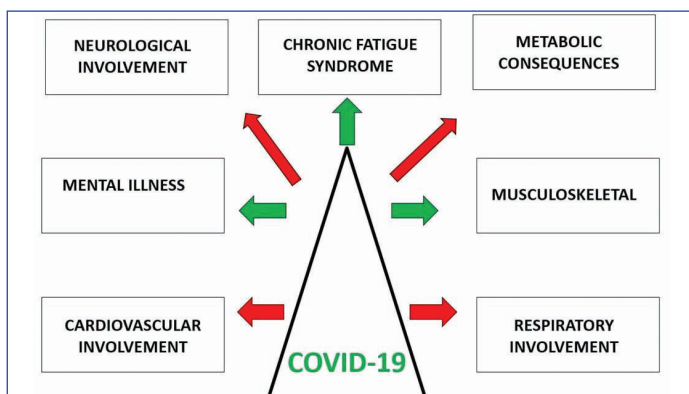 NEUROLOGICAL
INVOLVEMENT
CHRONIC FATIGUE
SYNDROME
METABOLIC
CONSEQUENCES
MENTAL ILLNESS
MUSCULOSKELETAL
CARDIOVASCULAR
INVOLVEMENT
RESPIRATORY
INVOLVEMENT
COVID-19